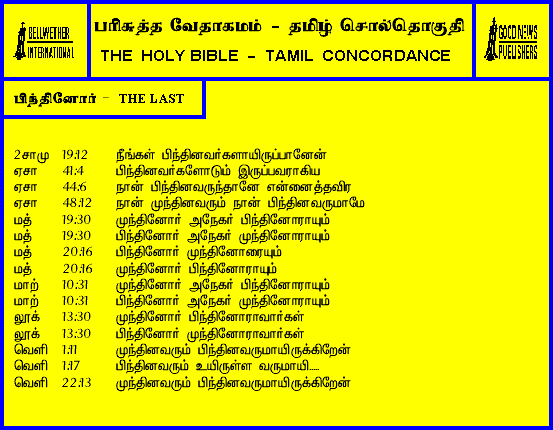 BELLWETHER
INTERNATIONAL
பரிசுத்த வேதாகமம் - தமிழ் சொல்தொகுதி
THE HOLY BIBLE - TAMIL CONCORDANCE
GOOD NEWS
PUBLISHERS
பிந்தினோர் - THE LAST
2சாமு 19:12 நீங்கள் பிந்தினவர்களாயிருப்பானேன்
ஏசா 41:4 பிந்தினவர்களோடும் இருப்பவராகிய
ஏசா 44:6 நான் பிந்தினவருந்தானே என்னைத்தவிர
ஏசா 48:12 நான் முந்தினவரும் நான் பிந்தினவருமாமே
மத் 19:30 முந்தினோர் அநேகர் பிந்தினோராயும்
மத் 19:30 பிந்தினோர் அநேகர் முந்தினோராயும்
மத் 20:16 பிந்தினோர் முந்தினோரையும்
மத் 20:16 முந்தினோர் பிந்தினோராயும்
மாற் 10:31 முந்தினோர் அநேகர் பிந்தினோராயும்
மாற் 10:31 பிந்தினோர் அநேகர் முந்தினோராயும்
லூக் 13:30 முந்தினோர் பிந்தினோராவார்கள்
லூக் 13:30 பிந்தினோர் முந்தினோராவார்கள்
வெளி 1:11 முந்தினவரும் பிந்தினவருமாயிருக்கிறேன்
வெளி 1:17 பிந்தினவரும் உயிருள்ள வருமாயி.....
வெளி 22:13 முந்தினவரும் பிந்தினவருமாயிருக்கிறேன்